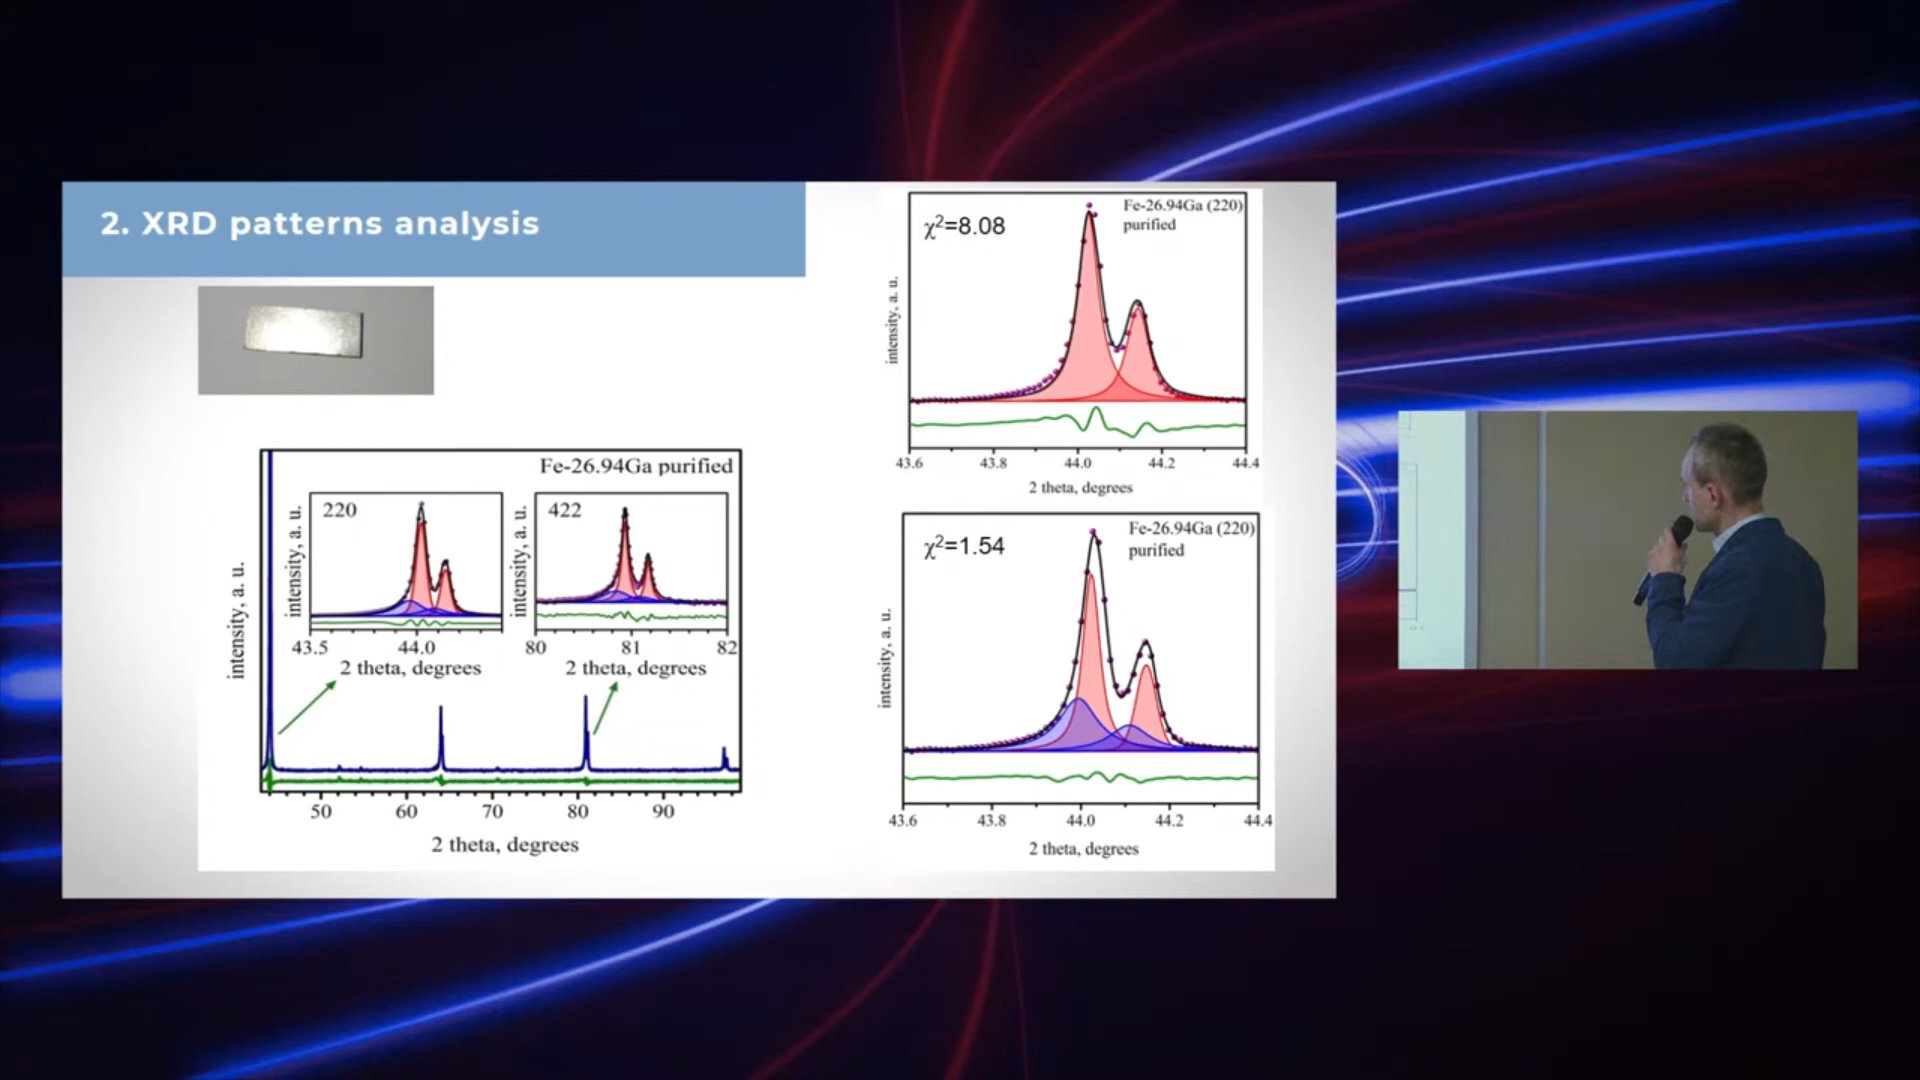 2. XRD patterns analysis
Fe-26.94Ga purified
220
intensity, a. u.
43.5 44.0
2 theta, degrees
422
intensity, a. u.
80 81 82
2 theta, degrees
intensity, a. u.
50 60 70 80 90
2 theta, degrees
χ²=8.08
Fe-26.94Ga (220)
purified
intensity, a. u.
43.6 43.8 44.0 44.2 44.4
2 theta, degrees
χ²=1.54
Fe-26.94Ga (220)
purified
intensity, a. u.
43.6 43.8 44.0 44.2 44.4
2 theta, degrees